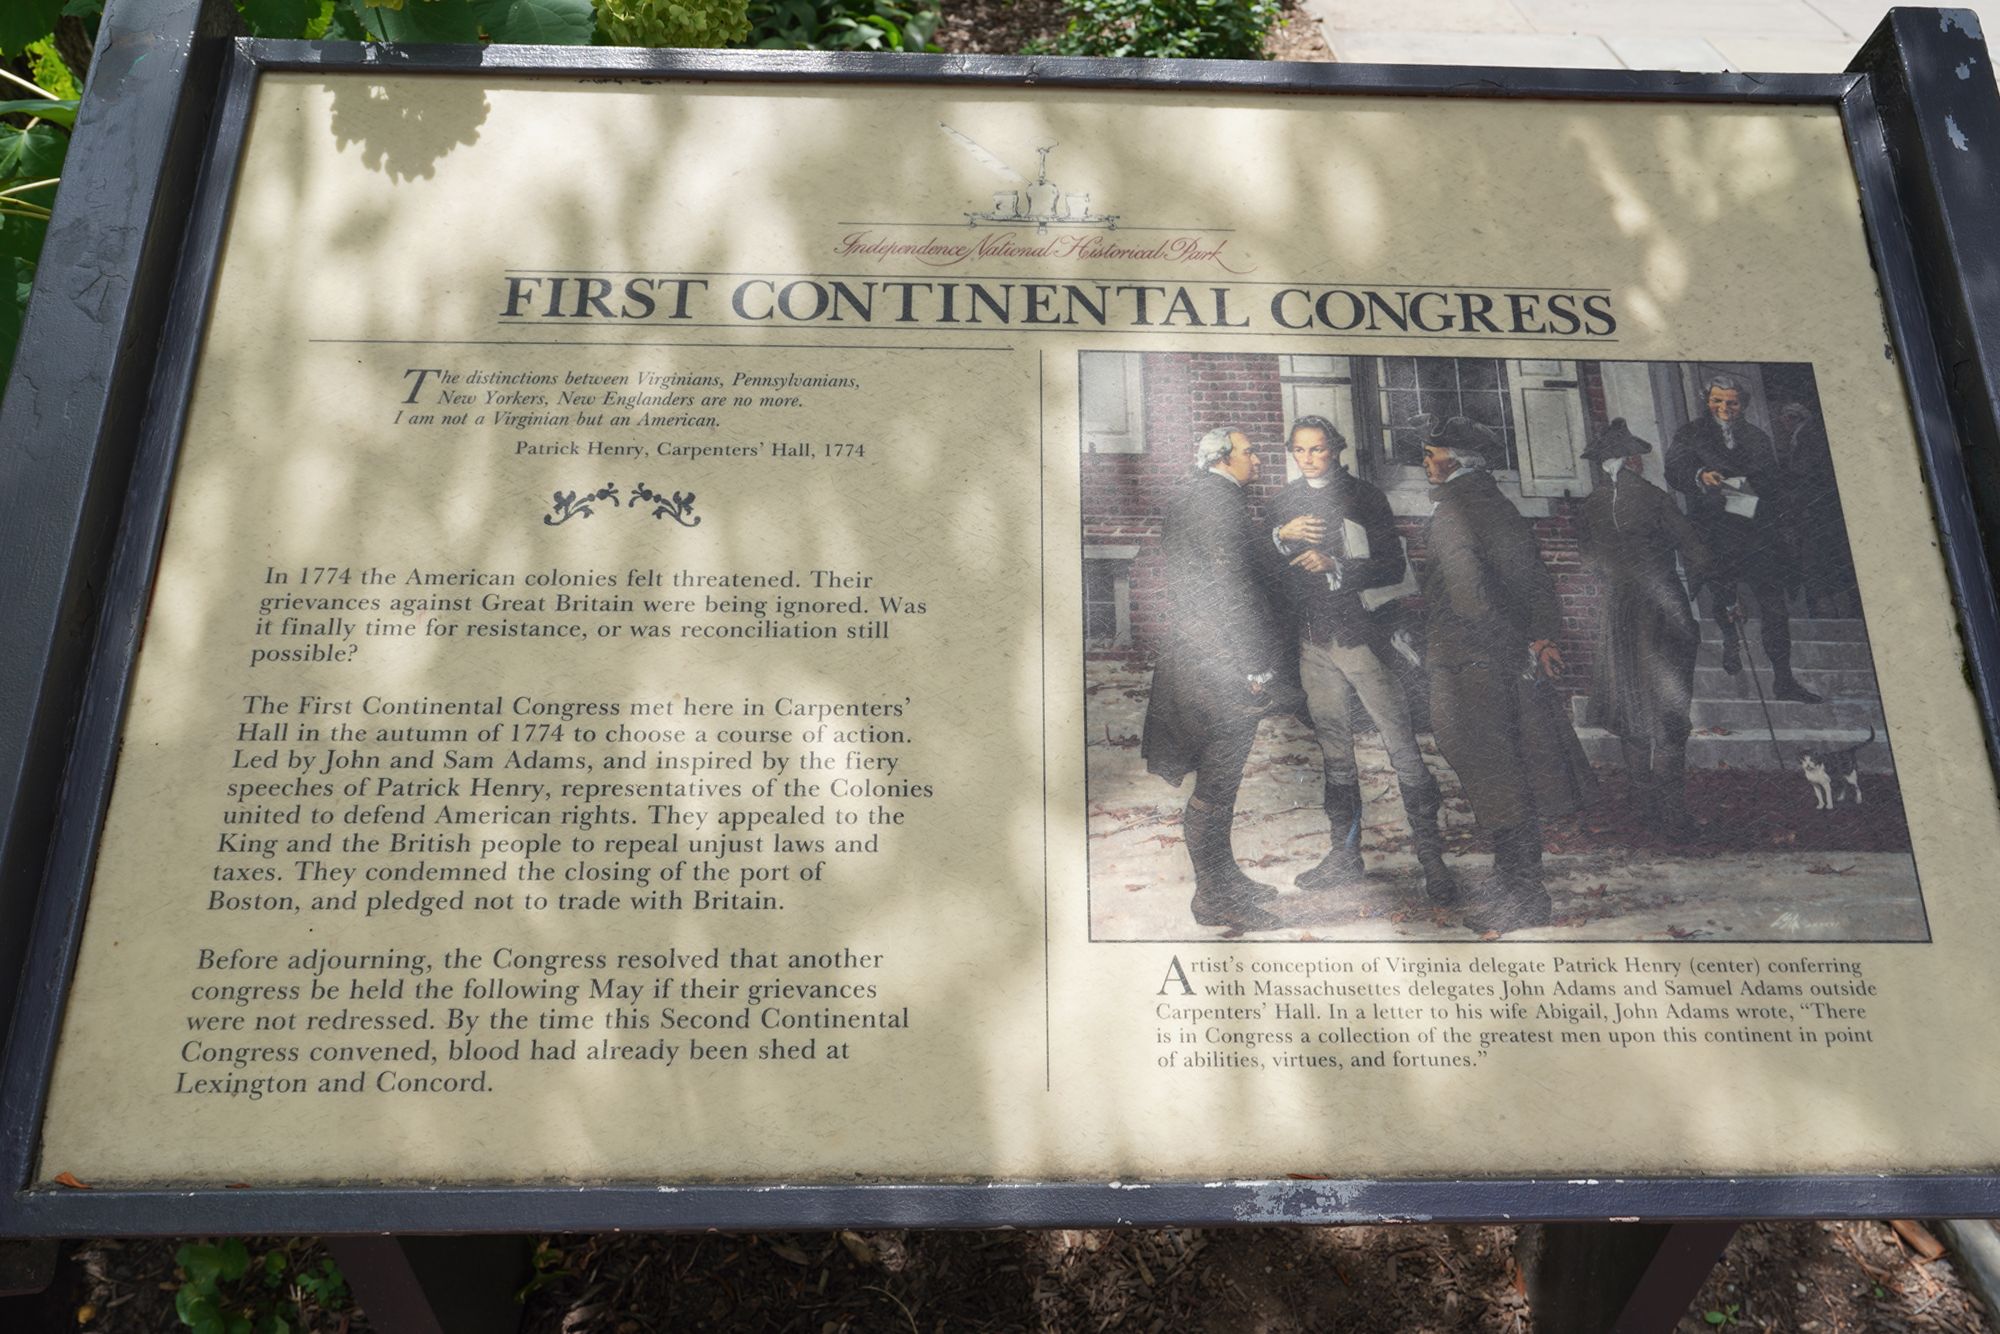 Independence National Historical Park
FIRST CONTINENTAL CONGRESS
The distinctions between Virginians, Pennsylvanians,
New Yorkers, New Englanders are no more.
I am not a Virginian but an American.
Patrick Henry, Carpenters' Hall, 1774
In 1774 the American colonies felt threatened. Their
grievances against Great Britain were being ignored. Was
it finally time for resistance, or was reconciliation still
possible?
The First Continental Congress met here in Carpenters'
Hall in the autumn of 1774 to choose a course of action.
Led by John and Sam Adams, and inspired by the fiery
speeches of Patrick Henry, representatives of the Colonies
united to defend American rights. They appealed to the
King and the British people to repeal unjust laws and
taxes. They condemned the closing of the port of
Boston, and pledged not to trade with Britain.
Before adjourning, the Congress resolved that another
congress be held the following May if their grievances
were not redressed. By the time this Second Continental
Congress convened, blood had already been shed at
Lexington and Concord.
Artist's conception of Virginia delegate Patrick Henry (center) conferring
with Massachusettes delegates John Adams and Samuel Adams outside
Carpenters' Hall. In a letter to his wife Abigail, John Adams wrote, "There
is in Congress a collection of the greatest men upon this continent in point
of abilities, virtues, and fortunes."